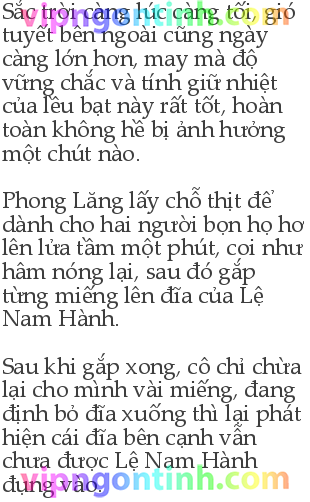 Sắc trời càng lúc càng tối, gió
vipngontinh.com
tuyết bên ngoài cũng ngày
càng lớn hơn, may mà độ
vững chắc và tính giữ nhiệt
của lều bạt này rất tốt, hoàn
toàn không hề bị ảnh hưởng
một chút nào.
Phong Lăng lấy chỗ thịt để
dành cho hai người bọn họ hơ
lên lửa tầm một phút, coi như
hâm nóng lại, sau đó gắp
từng miếng lên đĩa của Lệ
Nam Hành.
Sau khi gắp xong, cô chỉ chừa
lại cho mình vài miếng, đang
định bỏ đĩa xuống thì lại phát
hiện cái đĩa bên cạnh vẫn
chưa được Lệ Nam Hành
đụng vào.
vipngontinh.com